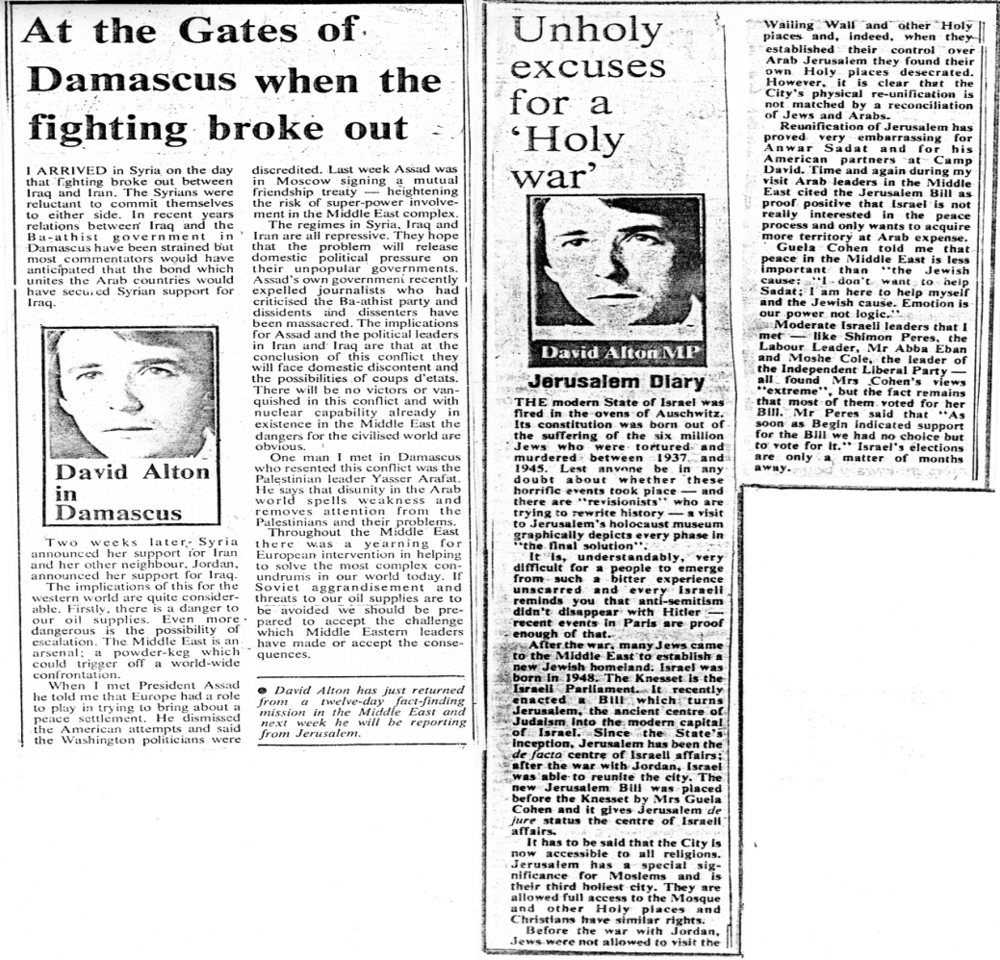 At the Gates of
Damascus when the
fighting broke out
I ARRIVED in Syria on the day
that fighting broke out between
Iraq and Iran. The Syrians were
reluctant to commit themselves
to either side. In recent years
relations between Iraq and the
Ba-athist government in
Damascus have been strained but
most commentators would have
anticipated that the bond which
unites the Arab countries would
have secured Syrian support for
Iraq.
David Alton
in
Damascus
Two weeks later, Syria
announced her support for Iran
and her other neighbour, Jordan,
announced her support for Iraq.
The implications of this for the
western world are quite consider-
able. Firstly, there is a danger to
our oil supplies. Even more
dangerous is the possibility of
escalation. The Middle East is an
arsenal; a powder-keg which
could trigger off a world-wide
confrontation.
When I met President Assad
he told me that Europe had a role
to play in trying to bring about a
peace settlement. He dismissed
the American attempts and said
the Washington politicians were
discredited. Last week Assad was
in Moscow signing a mutual
friendship treaty — heightening
the risk of super-power involve-
ment in the Middle East complex.
The regimes in Syria, Iraq and
Iran are all repressive. They hope
that the problem will release
domestic political pressure on
their unpopular governments.
Assad's own government recently
expelled journalists who had
criticised the Ba-athist party and
dissidents and dissenters have
been massacred. The implications
for Assad and the political leaders
in Iran and Iraq are that at the
conclusion of this conflict they
will face domestic discontent and
the possibilities of coups d'etats.
There will be no victors or van-
quished in this conflict and with
nuclear capability already in
existence in the Middle East the
dangers for the civilised world are
obvious.
One man I met in Damascus
who resented this conflict was the
Palestinian leader Yasser Arafat.
He says that disunity in the Arab
world spells weakness and
removes attention from the
Palestinians and their problems.
Throughout the Middle East
there was a yearning for
European intervention in helping
to solve the most complex con-
undrums in our world today. If
Soviet aggrandisement and
threats to our oil supplies are to
be avoided we should be pre-
pared to accept the challenge
which Middle Eastern leaders
have made or accept the conse-
quences.
● David Alton has just returned
from a twelve-day fact-finding
mission in the Middle East and
next week he will be reporting
from Jerusalem.
Unholy
excuses
for a
'Holy
war'
David Alton MP
Jerusalem Diary
THE modern State of Israel was
fired in the ovens of Auschwitz.
Its constitution was born out of
the suffering of the six million
Jews who were tortured and
murdered between 1937, and
1945. Lest anyone be in any
doubt about whether these
horrific events took place — and
there are "revisionists" who are
trying to rewrite history — a visit
to Jerusalem's holocaust museum
graphically depicts every phase in
"the final solution".
It is, understandably, very
difficult for a people to emerge
from such a bitter experience
unscarred and every Israeli
reminds you that anti-semitism
didn't disappear with Hitler —
recent events in Paris are proof
enough of that.
After the war, many Jews came
to the Middle East to establish a
new Jewish homeland. Israel was
born in 1948. The Knesset is the
Israeli Parliament. It recently
enacted a Bill which turns
Jerusalem, the ancient centre of
Judaism into the modern capital
of Israel. Since the State's
inception, Jerusalem has been the
de facto centre of Israeli affairs;
after the war with Jordan, Israel
was able to reunite the city. The
new Jerusalem Bill was placed
before the Knesset by Mrs Guela
Cohen and it gives Jerusalem de
jure status the centre of Israeli
affairs.
It has to be said that the City is
now accessible to all religions.
Jerusalem has a special sig-
nificance for Moslems and is
their third holiest city. They are
allowed full access to the Mosque
and other Holy places and
Christians have similar rights.
Before the war with Jordan,
Jews were not allowed to visit the
Wailing Wall and other Holy
places and, indeed, when they
established their control over
Arab Jerusalem they found their
own Holy places desecrated.
However, it is clear that the
City's physical re-unification is
not matched by a reconciliation
of Jews and Arabs.
Reunification of Jerusalem has
proved very embarrassing for
Anwar Sadat and for his
American partners at Camp
David. Time and again during my
visit Arab leaders in the Middle
East cited the Jerusalem Bill as
proof positive that Israel is not
really interested in the peace
process and only wants to acquire
more territory at Arab expense.
Guela Cohen told me that
peace in the Middle East is less
important than "the Jewish
cause: "I don't want to help
Sadat; I am here to help myself
and the Jewish cause. Emotion is
our power not logic."
Moderate Israeli leaders that I
met — like Shimon Peres, the
Labour Leader, Mr Abba Eban
and Moshe Cole, the leader of
the Independent Liberal Party —
all found Mrs Cohen's views
"extreme", but the fact remains
that most of them voted for her
Bill. Mr Peres said that "As
soon as Begin indicated support
for the Bill we had no choice but
to vote for it." Israel's elections
are only a matter of months
away.